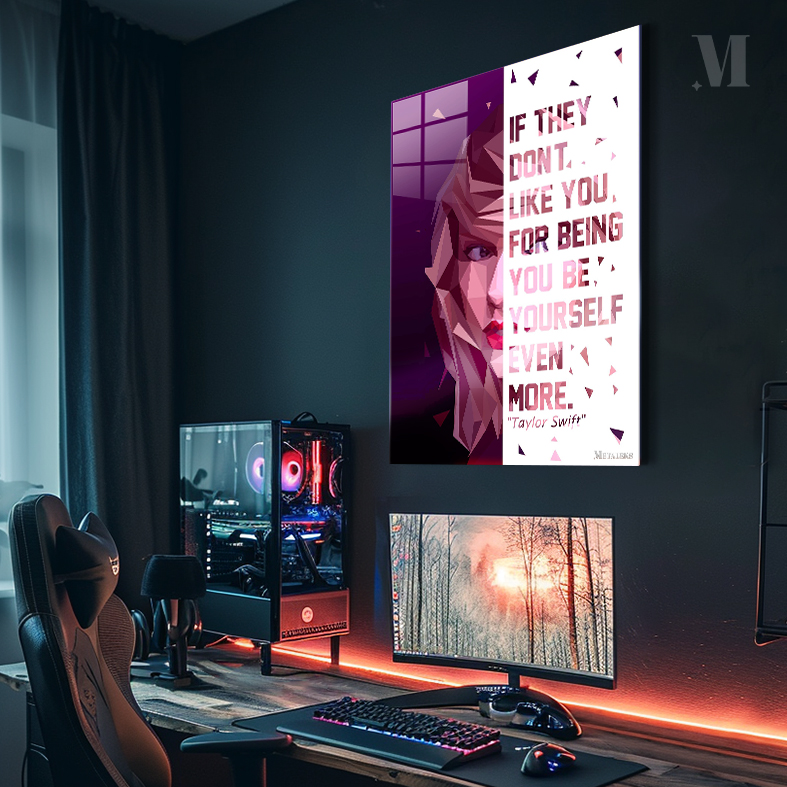 M
IF THEY
DONT
LIKE YOU
FOR BEING
YOU BE
YOURSELF
EVEN
MORE.
"Taylor Swift"